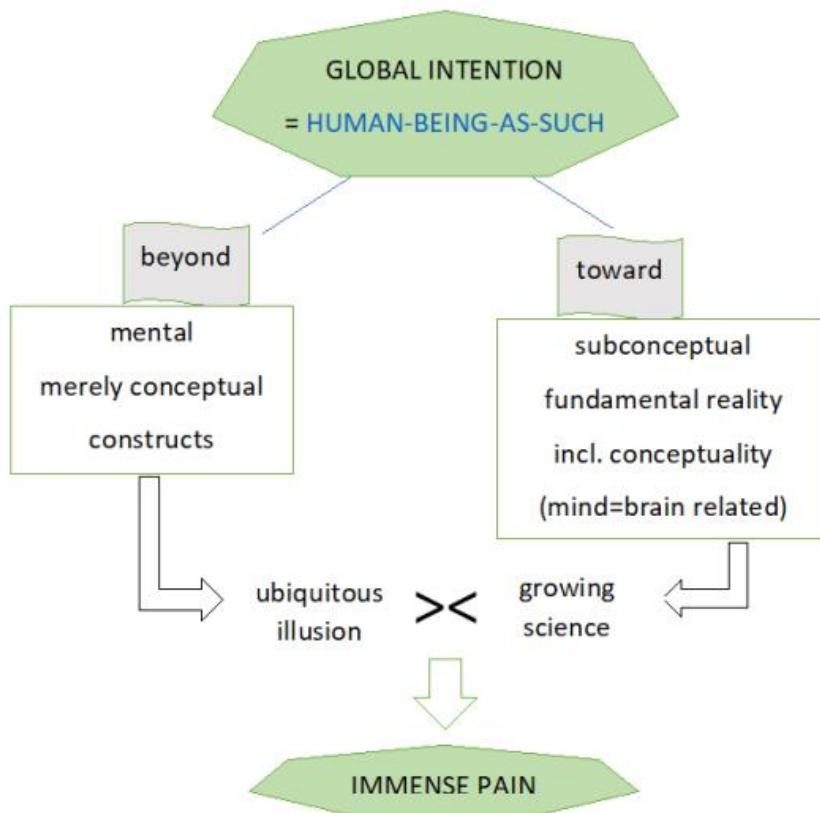 GLOBAL INTENTION
= HUMAN-BEING-AS-SUCH
beyond
mental
merely conceptual
constructs
toward
subconceptual
fundamental reality
incl. conceptuality
(mind=brain related)
ubiquitous
illusion
><
growing
science
IMMENSE PAIN